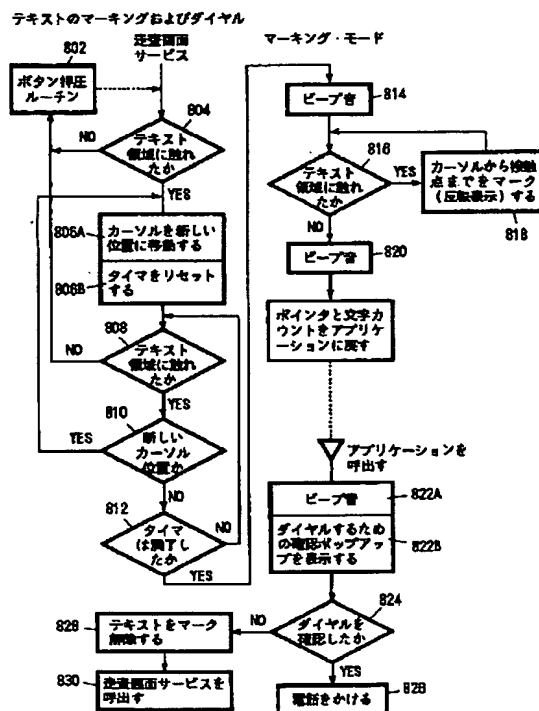 テキストのマーキングおよびダイヤル
走査画面
サービス
802
ボタン押圧
ルーチン
804
テキスト
領域に触れ
たか
NO
YES
806A
カーソルを新しい
位置に移動する
806B
タイマをリセット
する
808
テキスト
領域に触れ
たか
NO
YES
810
新しい
カーソル
位置か
YES
NO
812
タイマ
は満了し
たか
NO
YES
マーキング・モード
ビープ音
814
816
テキスト
領域に触れ
たか
YES
カーソルから接触
点までをマーク
(反転表示)する
818
NO
820
ビープ音
ポインタと文字カ
ウントをアプリケ
ーションに戻す
アプリケーションを
呼出す
ビープ音
822A
ダイヤルするため
の確認ポップアッ
プを表示する
822B
824
ダイヤルを
確認したか
NO
YES
828
テキストをマーク
解除する
830
走査画面サービスを
呼出す
電話をかける
826